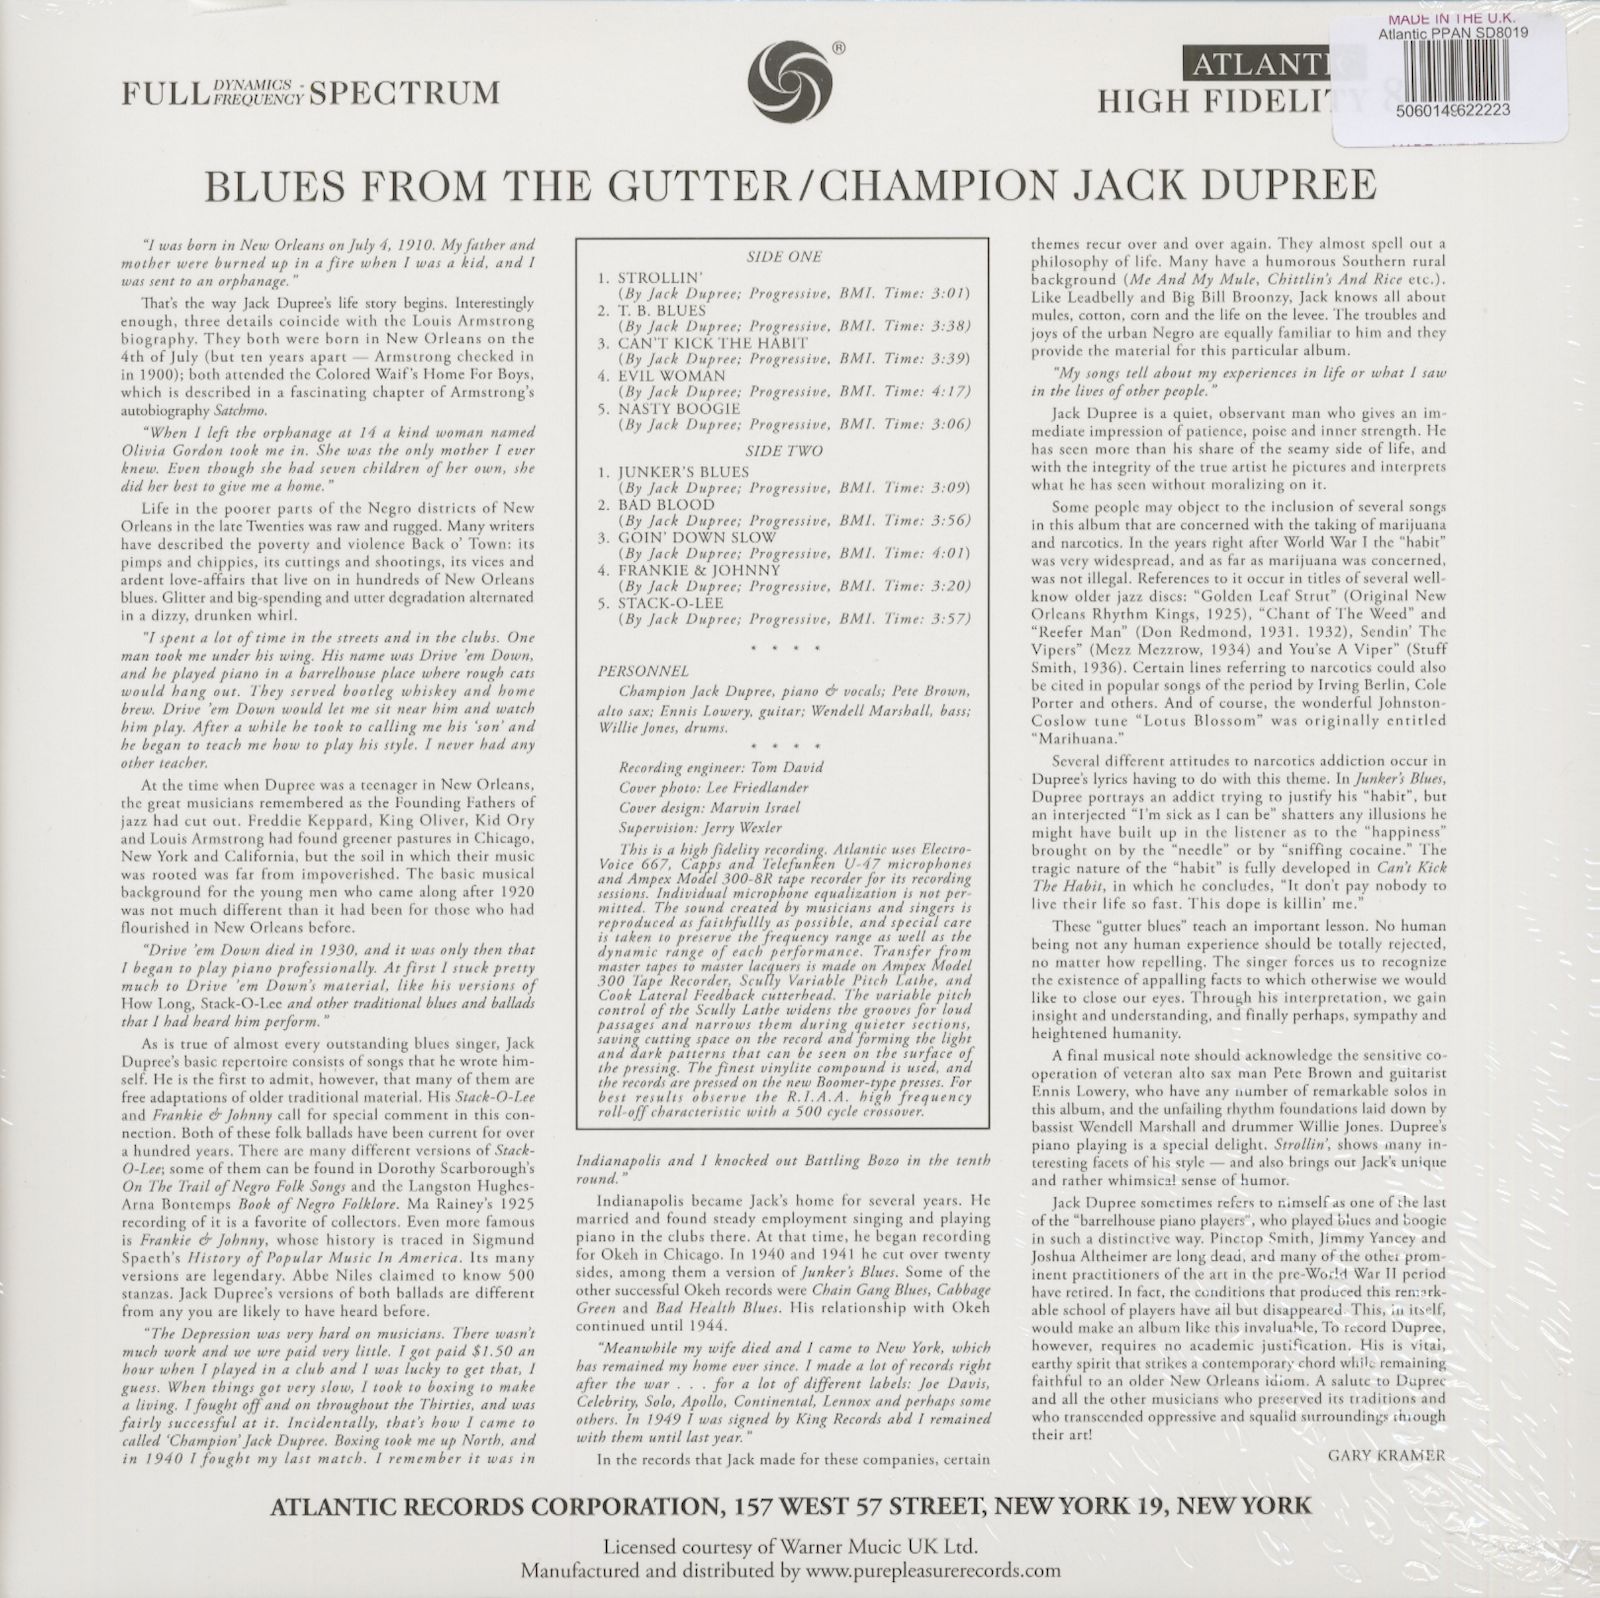 MADE IN THE U.K.
Atlantic PPAN SD8019
5060149622223
FULL DYNAMICS - FREQUENCY SPECTRUM
®
ATLANTIC
HIGH FIDELITY
BLUES FROM THE GUTTER/CHAMPION JACK DUPREE
“I was born in New Orleans on July 4, 1910. My father and
mother were burned up in a fire when I was a kid, and I
was sent to an orphanage.”
That's the way Jack Dupree's life story begins. Interestingly
enough, three details coincide with the Louis Armstrong
biography. They both were born in New Orleans on the
4th of July (but ten years apart — Armstrong checked in
in 1900); both attended the Colored Waif's Home For Boys,
which is described in a fascinating chapter of Armstrong's
autobiography Satchmo.
“When I left the orphanage at 14 a kind woman named
Olivia Gordon took me in. She was the only mother I ever
knew. Even though she had seven children of her own, she
did her best to give me a home.”
Life in the poorer parts of the Negro districts of New
Orleans in the late Twenties was raw and rugged. Many writers
have described the poverty and violence Back o' Town: its
pimps and chippies, its cuttings and shootings, its vices and
ardent love-affairs that live on in hundreds of New Orleans
blues. Glitter and big-spending and utter degradation alternated
in a dizzy, drunken whirl.
“I spent a lot of time in the streets and in the clubs. One
man took me under his wing. His name was Drive 'em Down,
and he played piano in a barrelhouse place where rough cats
would hang out. They served bootleg whiskey and home
brew. Drive 'em Down would let me sit near him and watch
him play. After a while he took to calling me his 'son' and
he began to teach me how to play his style. I never had any
other teacher.
At the time when Dupree was a teenager in New Orleans,
the great musicians remembered as the Founding Fathers of
jazz had cut out. Freddie Keppard, King Oliver, Kid Ory
and Louis Armstrong had found greener pastures in Chicago,
New York and California, but the soil in which their music
was rooted was far from impoverished. The basic musical
background for the young men who came along after 1920
was not much different than it had been for those who had
flourished in New Orleans before.
“Drive 'em Down died in 1930, and it was only then that
I began to play piano professionally. At first I stuck pretty
much to Drive 'em Down's material, like his versions of
How Long, Stack-O-Lee and other traditional blues and ballads
that I had heard him perform.”
As is true of almost every outstanding blues singer, Jack
Dupree's basic repertoire consists of songs that he wrote him-
self. He is the first to admit, however, that many of them are
free adaptations of older traditional material. His Stack-O-Lee
and Frankie & Johnny call for special comment in this con-
nection. Both of these folk ballads have been current for over
a hundred years. There are many different versions of Stack-
O-Lee; some of them can be found in Dorothy Scarborough's
On The Trail of Negro Folk Songs and the Langston Hughes-
Arna Bontemps Book of Negro Folklore. Ma Rainey's 1925
recording of it is a favorite of collectors. Even more famous
is Frankie & Johnny, whose history is traced in Sigmund
Spaeth's History of Popular Music In America. Its many
versions are legendary. Abbe Niles claimed to know 500
stanzas. Jack Dupree's versions of both ballads are different
from any you are likely to have heard before.
“The Depression was very hard on musicians. There wasn't
much work and we wre paid very little. I got paid $1.50 an
hour when I played in a club and I was lucky to get that, I
guess. When things got very slow, I took to boxing to make
a living. I fought off and on throughout the Thirties, and was
fairly successful at it. Incidentally, that's how I came to
called 'Champion' Jack Dupree. Boxing took me up North, and
in 1940 I fought my last match. I remember it was in
SIDE ONE
1. STROLLIN'
(By Jack Dupree; Progressive, BMI. Time: 3:01)
2. T. B. BLUES
(By Jack Dupree; Progressive, BMI. Time: 3:38)
3. CAN'T KICK THE HABIT
(By Jack Dupree; Progressive, BMI. Time: 3:39)
4. EVIL WOMAN
(By Jack Dupree; Progressive, BMI. Time: 4:17)
5. NASTY BOOGIE
(By Jack Dupree; Progressive, BMI. Time: 3:06)
SIDE TWO
1. JUNKER'S BLUES
(By Jack Dupree; Progressive, BMI. Time: 3:09)
2. BAD BLOOD
(By Jack Dupree; Progressive, BMI. Time: 3:56)
3. GOIN' DOWN SLOW
(By Jack Dupree; Progressive, BMI. Time: 4:01)
4. FRANKIE & JOHNNY
(By Jack Dupree; Progressive, BMI. Time: 3:20)
5. STACK-O-LEE
(By Jack Dupree; Progressive, BMI. Time: 3:57)
* * * *
PERSONNEL
Champion Jack Dupree, piano & vocals; Pete Brown,
alto sax; Ennis Lowery, guitar; Wendell Marshall, bass;
Willie Jones, drums.
* * * *
Recording engineer: Tom David
Cover photo: Lee Friedlander
Cover design: Marvin Israel
Supervision: Jerry Wexler
This is a high fidelity recording. Atlantic uses Electro-
Voice 667, Capps and Telefunken U-47 microphones
and Ampex Model 300-8R tape recorder for its recording
sessions. Individual microphone equalization is not per-
mitted. The sound created by musicians and singers is
reproduced as faithfullly as possible, and special care
is taken to preserve the frequency range as well as the
dynamic range of each performance. Transfer from
master tapes to master lacquers is made on Ampex Model
300 Tape Recorder, Scully Variable Pitch Lathe, and
Cook Lateral Feedback cutterhead. The variable pitch
control of the Scully Lathe widens the grooves for loud
passages and narrows them during quieter sections,
saving cutting space on the record and forming the light
and dark patterns that can be seen on the surface of
the pressing. The finest vinylite compound is used, and
the records are pressed on the new Boomer-type presses. For
best results observe the R.I.A.A. high frequency
roll-off characteristic with a 500 cycle crossover.
Indianapolis and I knocked out Battling Bozo in the tenth
round.”
Indianapolis became Jack's home for several years. He
married and found steady employment singing and playing
piano in the clubs there. At that time, he began recording
for Okeh in Chicago. In 1940 and 1941 he cut over twenty
sides, among them a version of Junker's Blues. Some of the
other successful Okeh records were Chain Gang Blues, Cabbage
Green and Bad Health Blues. His relationship with Okeh
continued until 1944.
“Meanwhile my wife died and I came to New York, which
has remained my home ever since. I made a lot of records right
after the war . . . for a lot of different labels: Joe Davis,
Celebrity, Solo, Apollo, Continental, Lennox and perhaps some
others. In 1949 I was signed by King Records abd I remained
with them until last year.”
In the records that Jack made for these companies, certain
themes recur over and over again. They almost spell out a
philosophy of life. Many have a humorous Southern rural
background (Me And My Mule, Chittlin's And Rice etc.).
Like Leadbelly and Big Bill Broonzy, Jack knows all about
mules, cotton, corn and the life on the levee. The troubles and
joys of the urban Negro are equally familiar to him and they
provide the material for this particular album.
“My songs tell about my experiences in life or what I saw
in the lives of other people.”
Jack Dupree is a quiet, observant man who gives an im-
mediate impression of patience, poise and inner strength. He
has seen more than his share of the seamy side of life, and
with the integrity of the true artist he pictures and interprets
what he has seen without moralizing on it.
Some people may object to the inclusion of several songs
in this album that are concerned with the taking of marijuana
and narcotics. In the years right after World War I the “habit”
was very widespread, and as far as marijuana was concerned,
was not illegal. References to it occur in titles of several well-
know older jazz discs: “Golden Leaf Strut” (Original New
Orleans Rhythm Kings, 1925), “Chant of The Weed” and
“Reefer Man” (Don Redmond, 1931. 1932), Sendin' The
Vipers” (Mezz Mezzrow, 1934) and You'se A Viper” (Stuff
Smith, 1936). Certain lines referring to narcotics could also
be cited in popular songs of the period by Irving Berlin, Cole
Porter and others. And of course, the wonderful Johnston-
Coslow tune “Lotus Blossom” was originally entitled
“Marihuana.”
Several different attitudes to narcotics addiction occur in
Dupree's lyrics having to do with this theme. In Junker's Blues,
Dupree portrays an addict trying to justify his “habit”, but
an interjected “I'm sick as I can be” shatters any illusions he
might have built up in the listener as to the “happiness”
brought on by the “needle” or by “sniffing cocaine.” The
tragic nature of the “habit” is fully developed in Can't Kick
The Habit, in which he concludes, “It don't pay nobody to
live their life so fast. This dope is killin' me.”
These “gutter blues” teach an important lesson. No human
being not any human experience should be totally rejected,
no matter how repelling. The singer forces us to recognize
the existence of appalling facts to which otherwise we would
like to close our eyes. Through his interpretation, we gain
insight and understanding, and finally perhaps, sympathy and
heightened humanity.
A final musical note should acknowledge the sensitive co-
operation of veteran alto sax man Pete Brown and guitarist
Ennis Lowery, who have any number of remarkable solos in
this album, and the unfailing rhythm foundations laid down by
bassist Wendell Marshall and drummer Willie Jones. Dupree's
piano playing is a special delight. Strollin', shows many in-
teresting facets of his style — and also brings out Jack's unique
and rather whimsical sense of humor.
Jack Dupree sometimes refers to himself as one of the last
of the “barrelhouse piano players”, who played blues and boogie
in such a distinctive way. Pinetop Smith, Jimmy Yancey and
Joshua Altheimer are long dead, and many of the other prom-
inent practitioners of the art in the pre-World War II period
have retired. In fact, the conditions that produced this remark-
able school of players have all but disappeared. This, in itself,
would make an album like this invaluable, To record Dupree,
however, requires no academic justification. His is vital,
earthy spirit that strikes a contemporary chord while remaining
faithful to an older New Orleans idiom. A salute to Dupree
and all the other musicians who preserved its traditions and
who transcended oppressive and squalid surroundings through
their art!
GARY KRAMER
ATLANTIC RECORDS CORPORATION, 157 WEST 57 STREET, NEW YORK 19, NEW YORK
Licensed courtesy of Warner Mucic UK Ltd.
Manufactured and distributed by www.purepleasurerecords.com